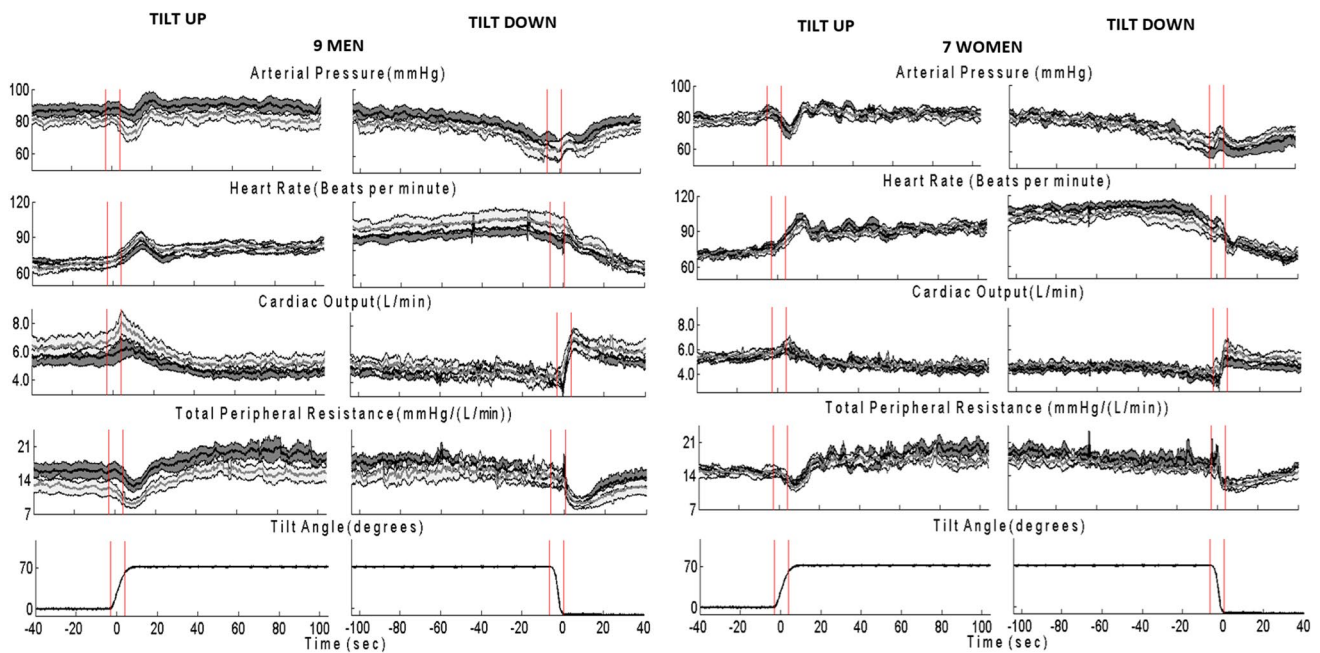 TILT UP
TILT DOWN
9 MEN
Arterial Pressure(mmHg)
100
80
60
Heart Rate(Beats per minute)
120
90
60
Cardiac Output(L/min)
8.0
6.0
4.0
Total Peripheral Resistance(mmHg/(L/min))
21
14
7
Tilt Angle(degrees)
70
0
-40 -20 0 20 40 60 80 100
-100 -80 -60 -40 -20 0 20 40
Time (sec)
TILT UP
TILT DOWN
7 WOMEN
Arterial Pressure (mmHg)
100
80
60
Heart Rate (Beats per minute)
120
90
60
Cardiac Output(L/min)
8.0
6.0
4.0
Total Peripheral Resistance (mmHg/(L/min))
21
14
7
Tilt Angle(degrees)
70
0
-40 -20 0 20 40 60 80 100
-100 -80 -60 -40 -20 0 20 40
Time (sec)